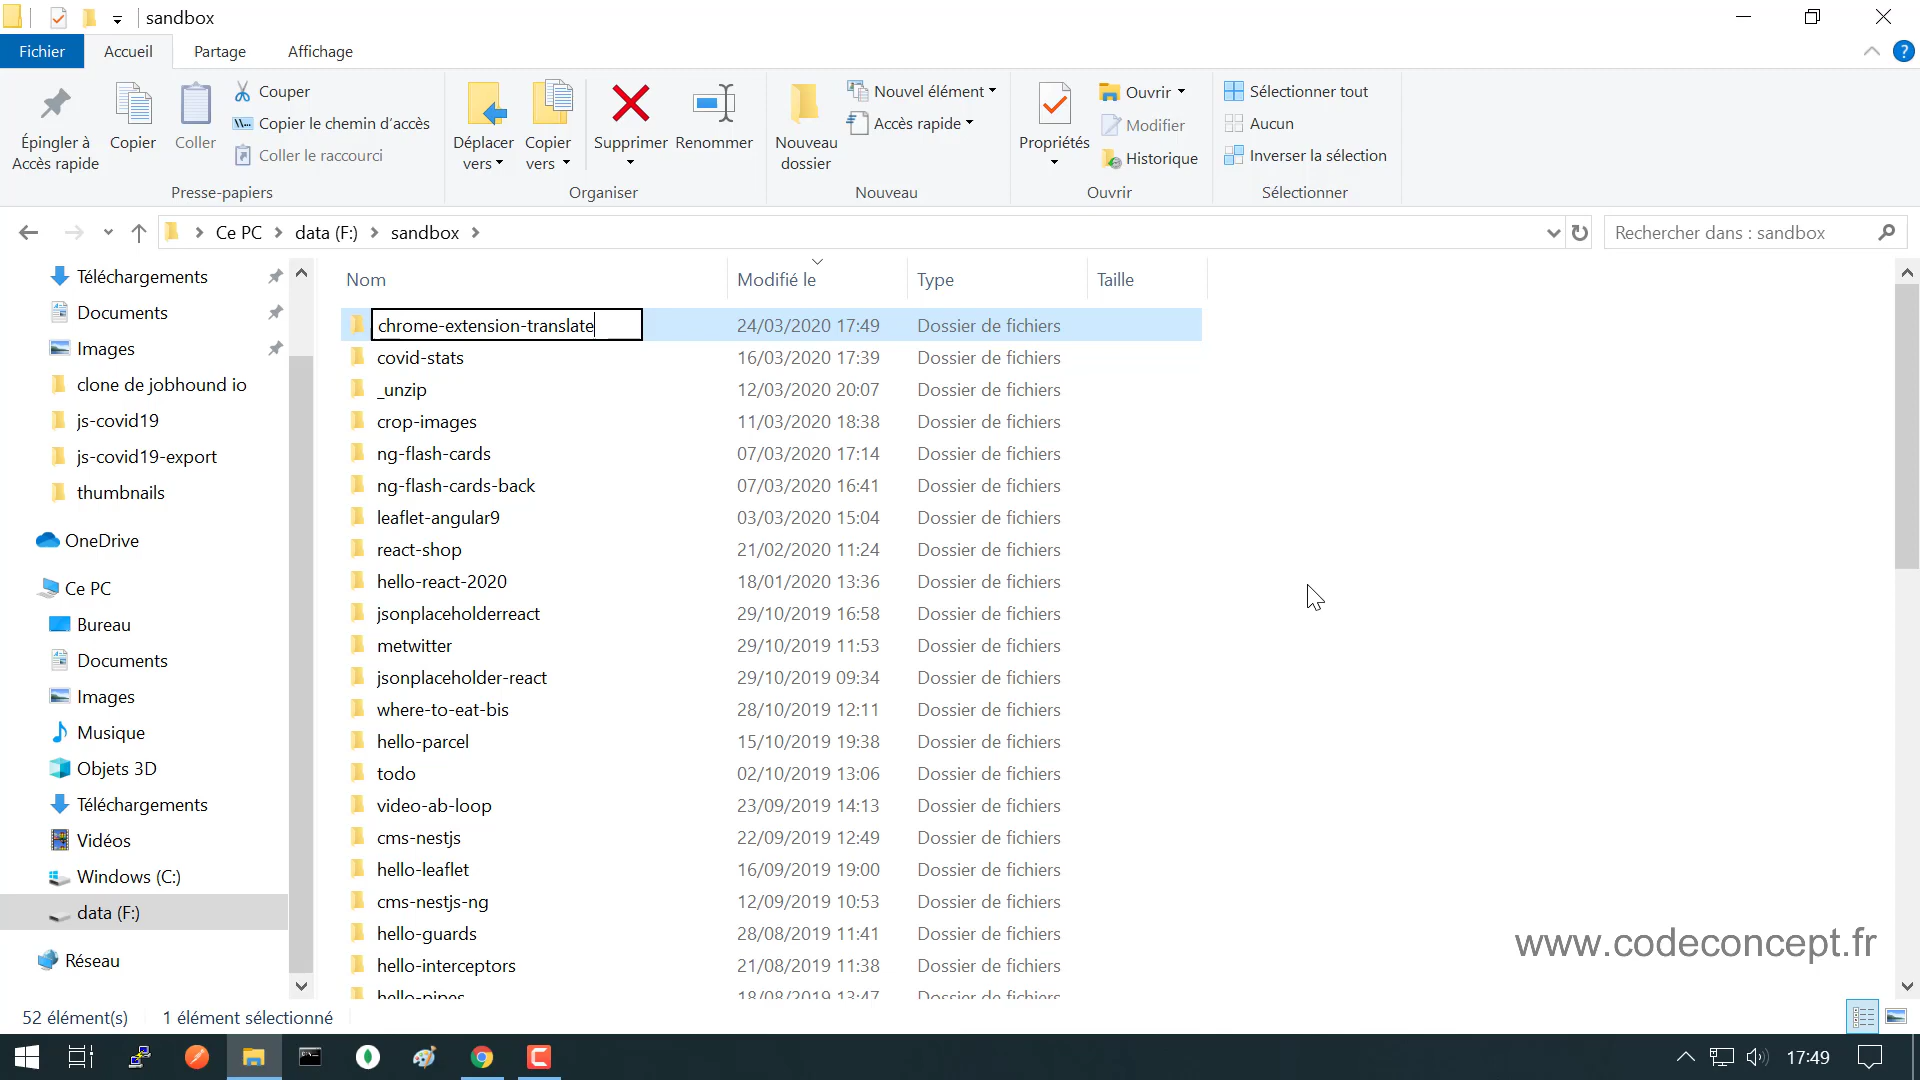 sandbox
Fichier
Accueil
Partage
Affichage
Épingler à
Accès rapide
Copier
Coller
Couper
Copier le chemin d'accès
Coller le raccourci
Presse-papiers
Déplacer
vers
Copier
vers
Supprimer
Renommer
Organiser
Nouveau
dossier
Nouvel élément
Accès rapide
Nouveau
Propriétés
Ouvrir
Modifier
Historique
Ouvrir
Sélectionner tout
Aucun
Inverser la sélection
Sélectionner
Ce PC
data (F:)
sandbox
Rechercher dans : sandbox
Téléchargements
Documents
Images
clone de jobhound io
js-covid19
js-covid19-export
thumbnails
OneDrive
Ce PC
Bureau
Documents
Images
Musique
Objets 3D
Téléchargements
Vidéos
Windows (C:)
data (F:)
Réseau
Nom Modifié le Type Taille
chrome-extension-translate 24/03/2020 17:49 Dossier de fichiers
covid-stats 16/03/2020 17:39 Dossier de fichiers
_unzip 12/03/2020 20:07 Dossier de fichiers
crop-images 11/03/2020 18:38 Dossier de fichiers
ng-flash-cards 07/03/2020 17:14 Dossier de fichiers
ng-flash-cards-back 07/03/2020 16:41 Dossier de fichiers
leaflet-angular9 03/03/2020 15:04 Dossier de fichiers
react-shop 21/02/2020 11:24 Dossier de fichiers
hello-react-2020 18/01/2020 13:36 Dossier de fichiers
jsonplaceholderreact 29/10/2019 16:58 Dossier de fichiers
metwitter 29/10/2019 11:53 Dossier de fichiers
jsonplaceholder-react 29/10/2019 09:34 Dossier de fichiers
where-to-eat-bis 28/10/2019 12:11 Dossier de fichiers
hello-parcel 15/10/2019 19:38 Dossier de fichiers
todo 02/10/2019 13:06 Dossier de fichiers
video-ab-loop 23/09/2019 14:13 Dossier de fichiers
cms-nestjs 22/09/2019 12:49 Dossier de fichiers
hello-leaflet 16/09/2019 19:00 Dossier de fichiers
cms-nestjs-ng 12/09/2019 10:53 Dossier de fichiers
hello-guards 28/08/2019 11:41 Dossier de fichiers
hello-interceptors 21/08/2019 11:38 Dossier de fichiers
hello-pipes 18/08/2019 13:47 Dossier de fichiers
www.codeconcept.fr
52 élément(s)
1 élément sélectionné
17:49